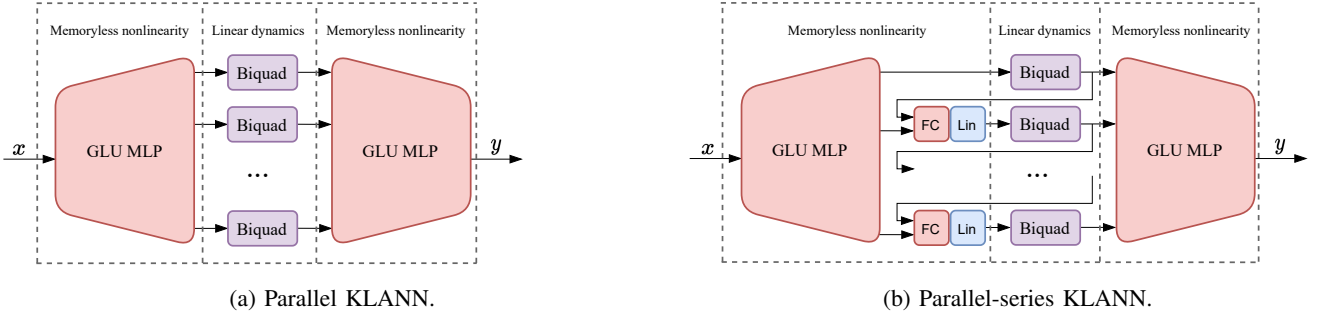 Memoryless nonlinearity Linear dynamics Memoryless nonlinearity
x
GLU MLP
Biquad
Biquad
...
Biquad
GLU MLP
y
(a) Parallel KLANN.
Memoryless nonlinearity Linear dynamics Memoryless nonlinearity
x
GLU MLP
Biquad
FC Lin Biquad
...
FC Lin Biquad
GLU MLP
y
(b) Parallel-series KLANN.